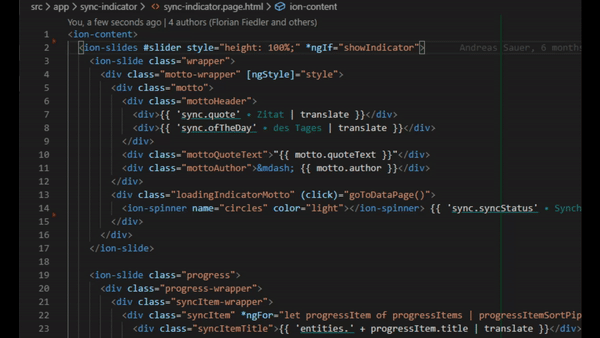 src > app > sync-indicator > sync-indicator.page.html > ion-content
You, a few seconds ago | 4 authors (Florian Fiedler and others)
1 <ion-content>
2 <ion-slides #slider style="height: 100%;" *ngIf="showIndicator"> Andreas Sauer, 6 months
3 <ion-slide class="wrapper">
4 <div class="motto-wrapper" [ngStyle]="style">
5 <div class="motto">
6 <div class="mottoHeader">
7 <div>{{ 'sync.quote' • Zitat | translate }}</div>
8 <div>{{ 'sync.ofTheDay' • des Tages | translate }}</div>
9 </div>
10 <div class="mottoQuoteText">"{{ motto.quoteText }}"</div>
11 <div class="mottoAuthor">&mdash; {{ motto.author }}</div>
12 </div>
13 <div class="loadingIndicatorMotto" (click)="goToDataPage()">
14 <ion-spinner name="circles" color="light"></ion-spinner> {{ 'sync.syncStatus' • Synch
15 </div>
16 </div>
17 </ion-slide>
18
19 <ion-slide class="progress">
20 <div class="progress-wrapper">
21 <div class="syncItem-wrapper">
22 <div class="syncItem" *ngFor="let progressItem of progressItems | progressItemSortPip
23 <div class="syncItemTitle">{{ 'entities.' + progressItem.title | translate }}</div>